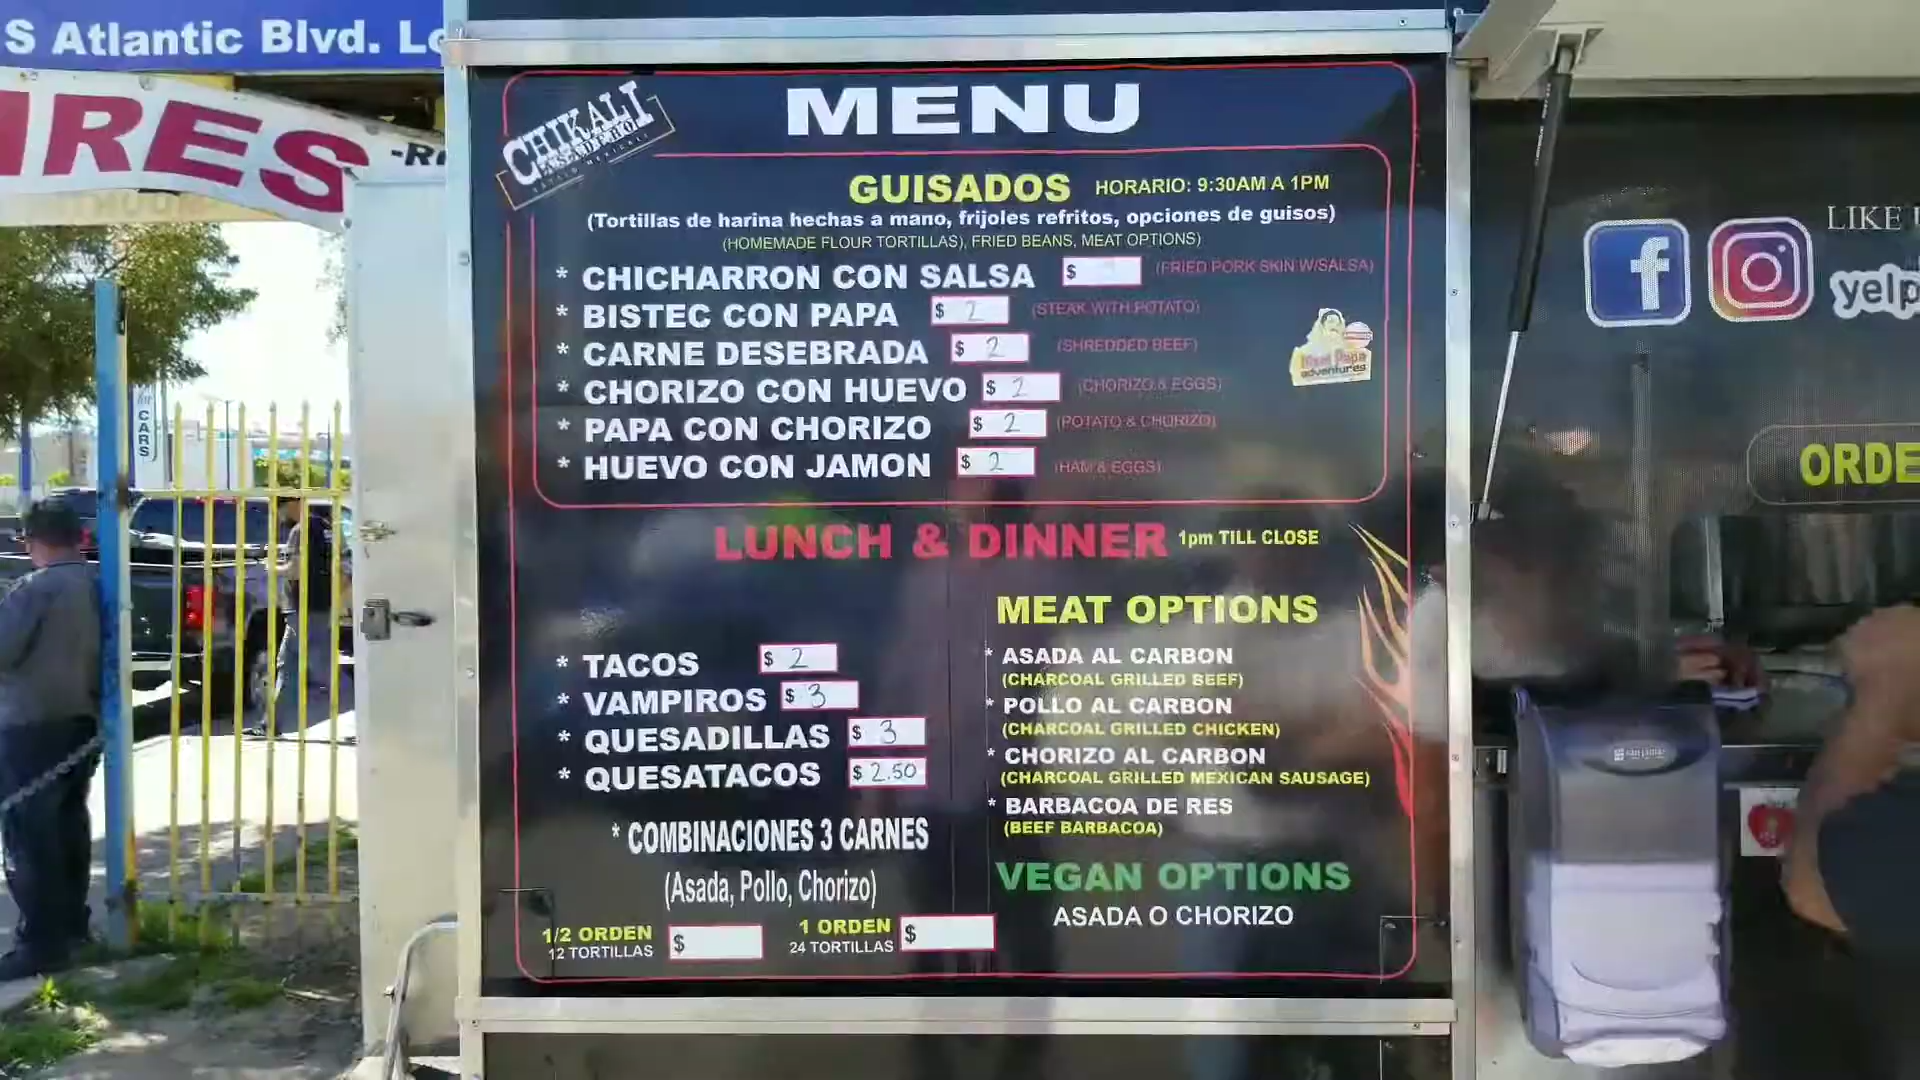 S Atlantic Blvd.
IRES
CARS
CHIKALI
MENU
GUISADOS HORARIO: 9:30AM A 1PM
(Tortillas de harina hechas a mano, frijoles refritos, opciones de guisos)
(HOMEMADE FLOUR TORTILLAS), FRIED BEANS, MEAT OPTIONS)
* CHICHARRON CON SALSA $ (FRIED PORK SKIN W/SALSA)
* BISTEC CON PAPA $ 2 (STEAK WITH POTATO)
* CARNE DESEBRADA $ 2 (SHREDDED BEEF)
* CHORIZO CON HUEVO $ 2 (CHORIZO & EGGS)
* PAPA CON CHORIZO $ 2 (POTATO & CHORIZO)
* HUEVO CON JAMON $ 2 (HAM & EGGS)
adventures
LUNCH & DINNER 1pm TILL CLOSE
* TACOS $ 2
* VAMPIROS $ 3
* QUESADILLAS $ 3
* QUESATACOS $ 2.50
* COMBINACIONES 3 CARNES
(Asada, Pollo, Chorizo)
1/2 ORDEN $
12 TORTILLAS
1 ORDEN $
24 TORTILLAS
MEAT OPTIONS
* ASADA AL CARBON
(CHARCOAL GRILLED BEEF)
* POLLO AL CARBON
(CHARCOAL GRILLED CHICKEN)
* CHORIZO AL CARBON
(CHARCOAL GRILLED MEXICAN SAUSAGE)
* BARBACOA DE RES
(BEEF BARBACOA)
VEGAN OPTIONS
ASADA O CHORIZO
LIKE
f
yelp
ORDE